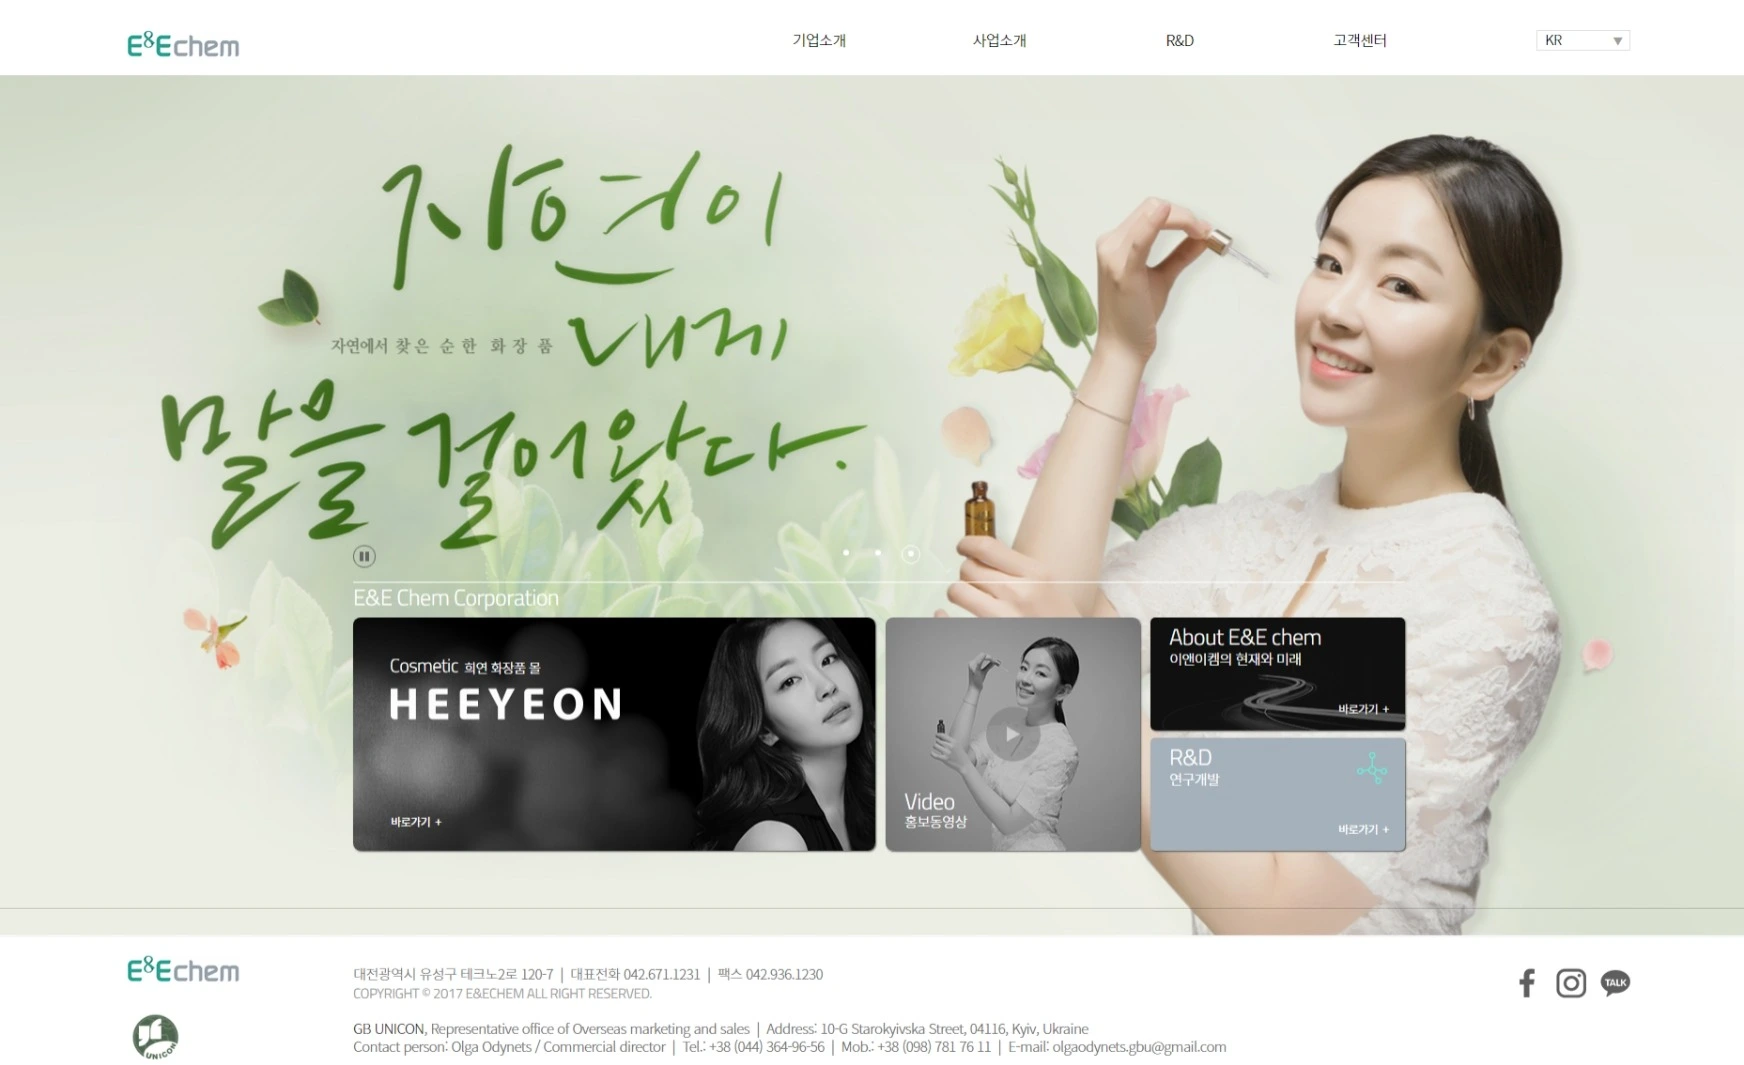 E&Echem
기업소개
사업소개
R&D
고객센터
KR
자연이
자연에서 찾은 순한 화장품
내게
말을 걸어왔다.
E&E Chem Corporation
Cosmetic 희연 화장품 몰
HEEYEON
바로가기 +
Video
홍보동영상
About E&E chem
이앤이켐의 현재와 미래
바로가기 +
R&D
연구개발
바로가기 +
E&Echem
대전광역시 유성구 테크노2로 120-7 | 대표전화 042.671.1231 | 팩스 042.936.1230
COPYRIGHT © 2017 E&ECHEM ALL RIGHT RESERVED.
TALK
UNICON
GB UNICON, Representative office of Overseas marketing and sales | Address: 10-G Starokyivska Street, 04116, Kyiv, Ukraine
Contact person: Olga Odynets / Commercial director | Tel.: +38 (044) 364-96-56 | Mob.: +38 (098) 781 76 11 | E-mail: olgaodynets.gbu@gmail.com